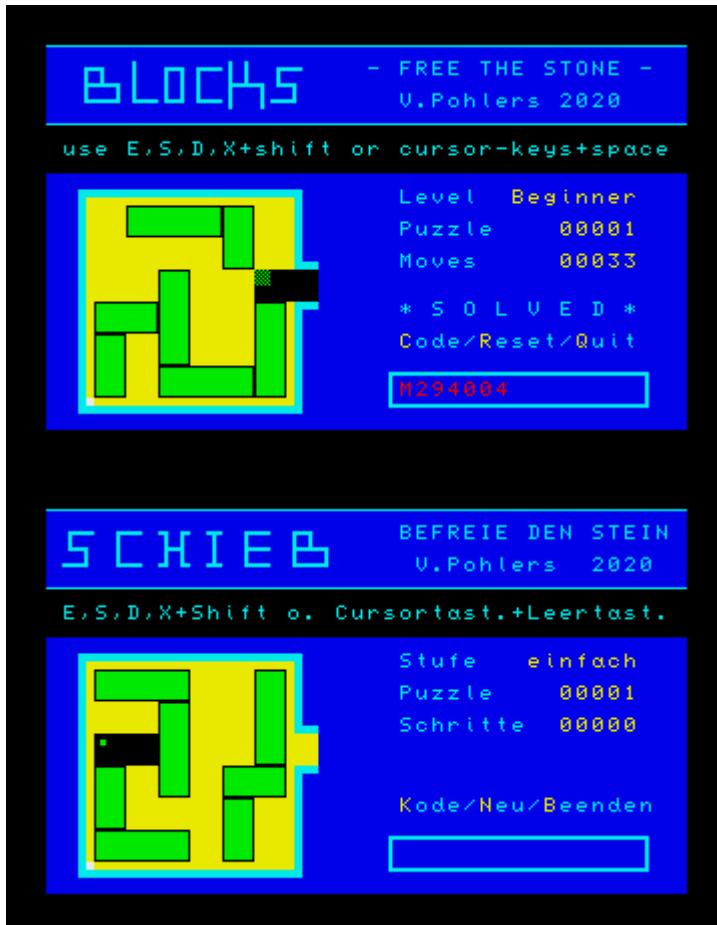 BLOCKS
- FREE THE STONE -
V.Pohlers 2020
use E,S,D,X+shift or cursor-keys+space
Level Beginner
Puzzle 00001
Moves 00033
* S O L V E D *
Code/Reset/Quit
M294004
SCHIEB
BEFREIE DEN STEIN
V.Pohlers 2020
E,S,D,X+Shift o. Cursortast.+Leertast.
Stufe einfach
Puzzle 00001
Schritte 00000
Kode/Neu/Beenden